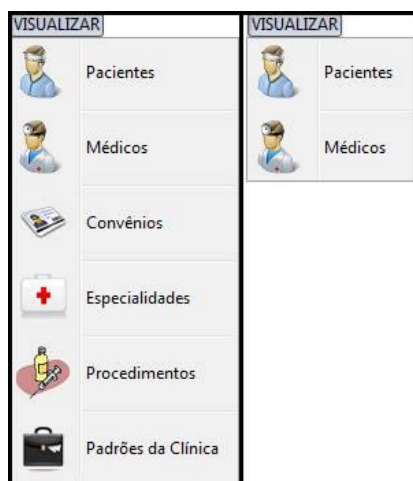 VISUALIZAR
Pacientes
Médicos
Convênios
Especialidades
Procedimentos
Padrões da Clínica
VISUALIZAR
Pacientes
Médicos